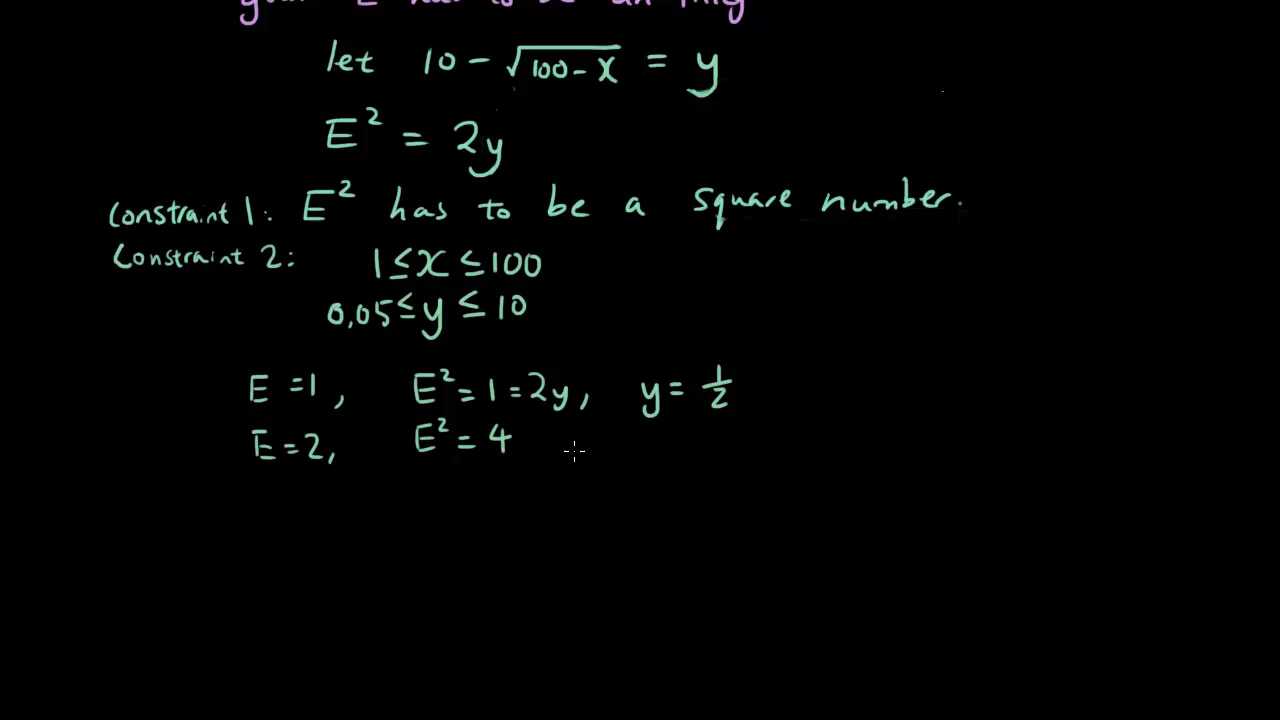 let 10 - √(100 - x) = y
E² = 2y
Constraint 1: E² has to be a square number.
Constraint 2: 1 ≤ x ≤ 100
0.05 ≤ y ≤ 10
E = 1, E² = 1 = 2y, y = 1/2
E = 2, E² = 4